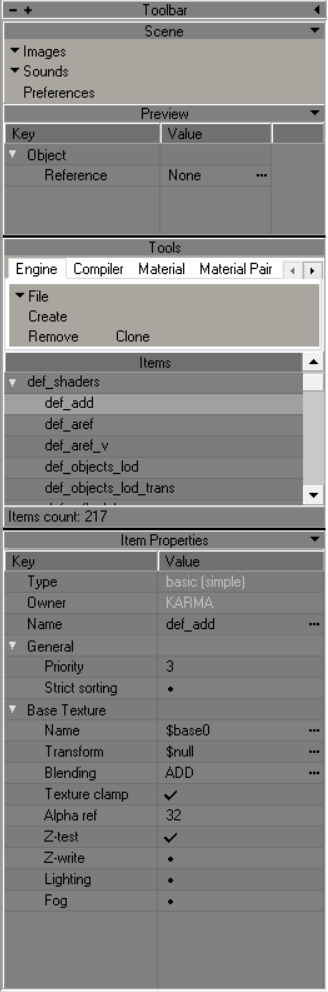 - + Toolbar
Scene
Images
Sounds
Preferences
Preview
Key Value
Object
Reference None ...
Tools
Engine Compiler Material Material Pair
File
Create
Remove Clone
Items
def_shaders
def_add
def_aref
def_aref_v
def_objects_lod
def_objects_lod_trans
Items count: 217
Item Properties
Key Value
Type basic (simple)
Owner KARMA
Name def_add ...
General
Priority 3
Strict sorting •
Base Texture
Name $base0 ...
Transform $null ...
Blending ADD ...
Texture clamp ✓
Alpha ref 32
Z-test ✓
Z-write •
Lighting •
Fog •